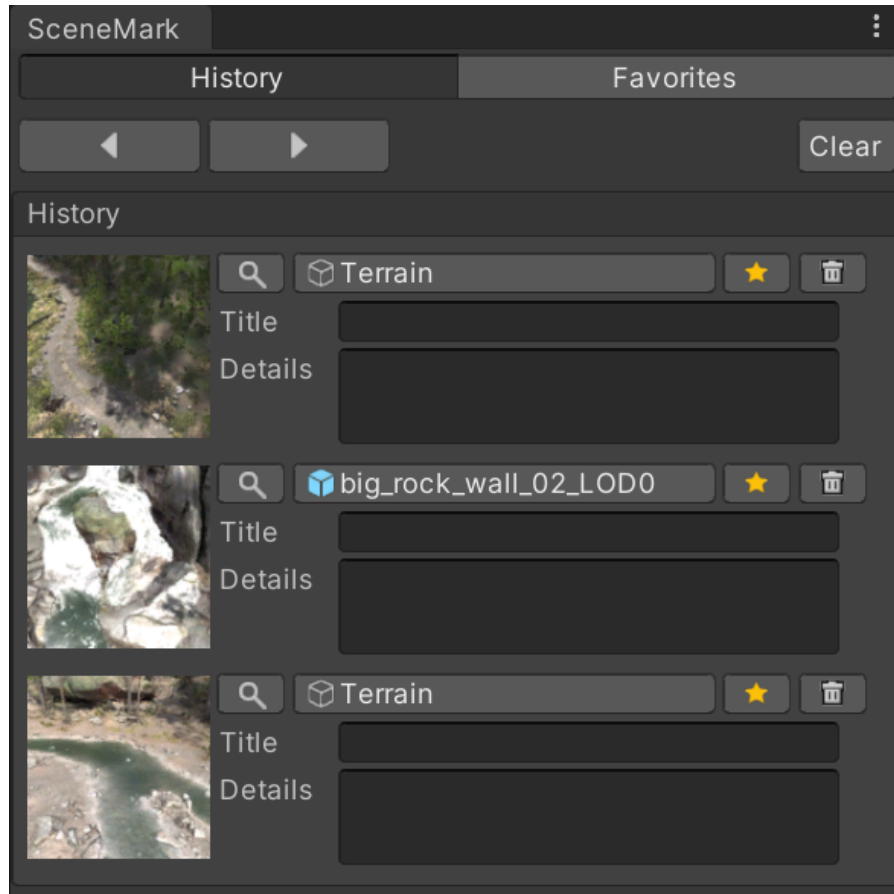 SceneMark
History Favorites
Clear
History
Terrain
Title
Details
big_rock_wall_02_LOD0
Title
Details
Terrain
Title
Details